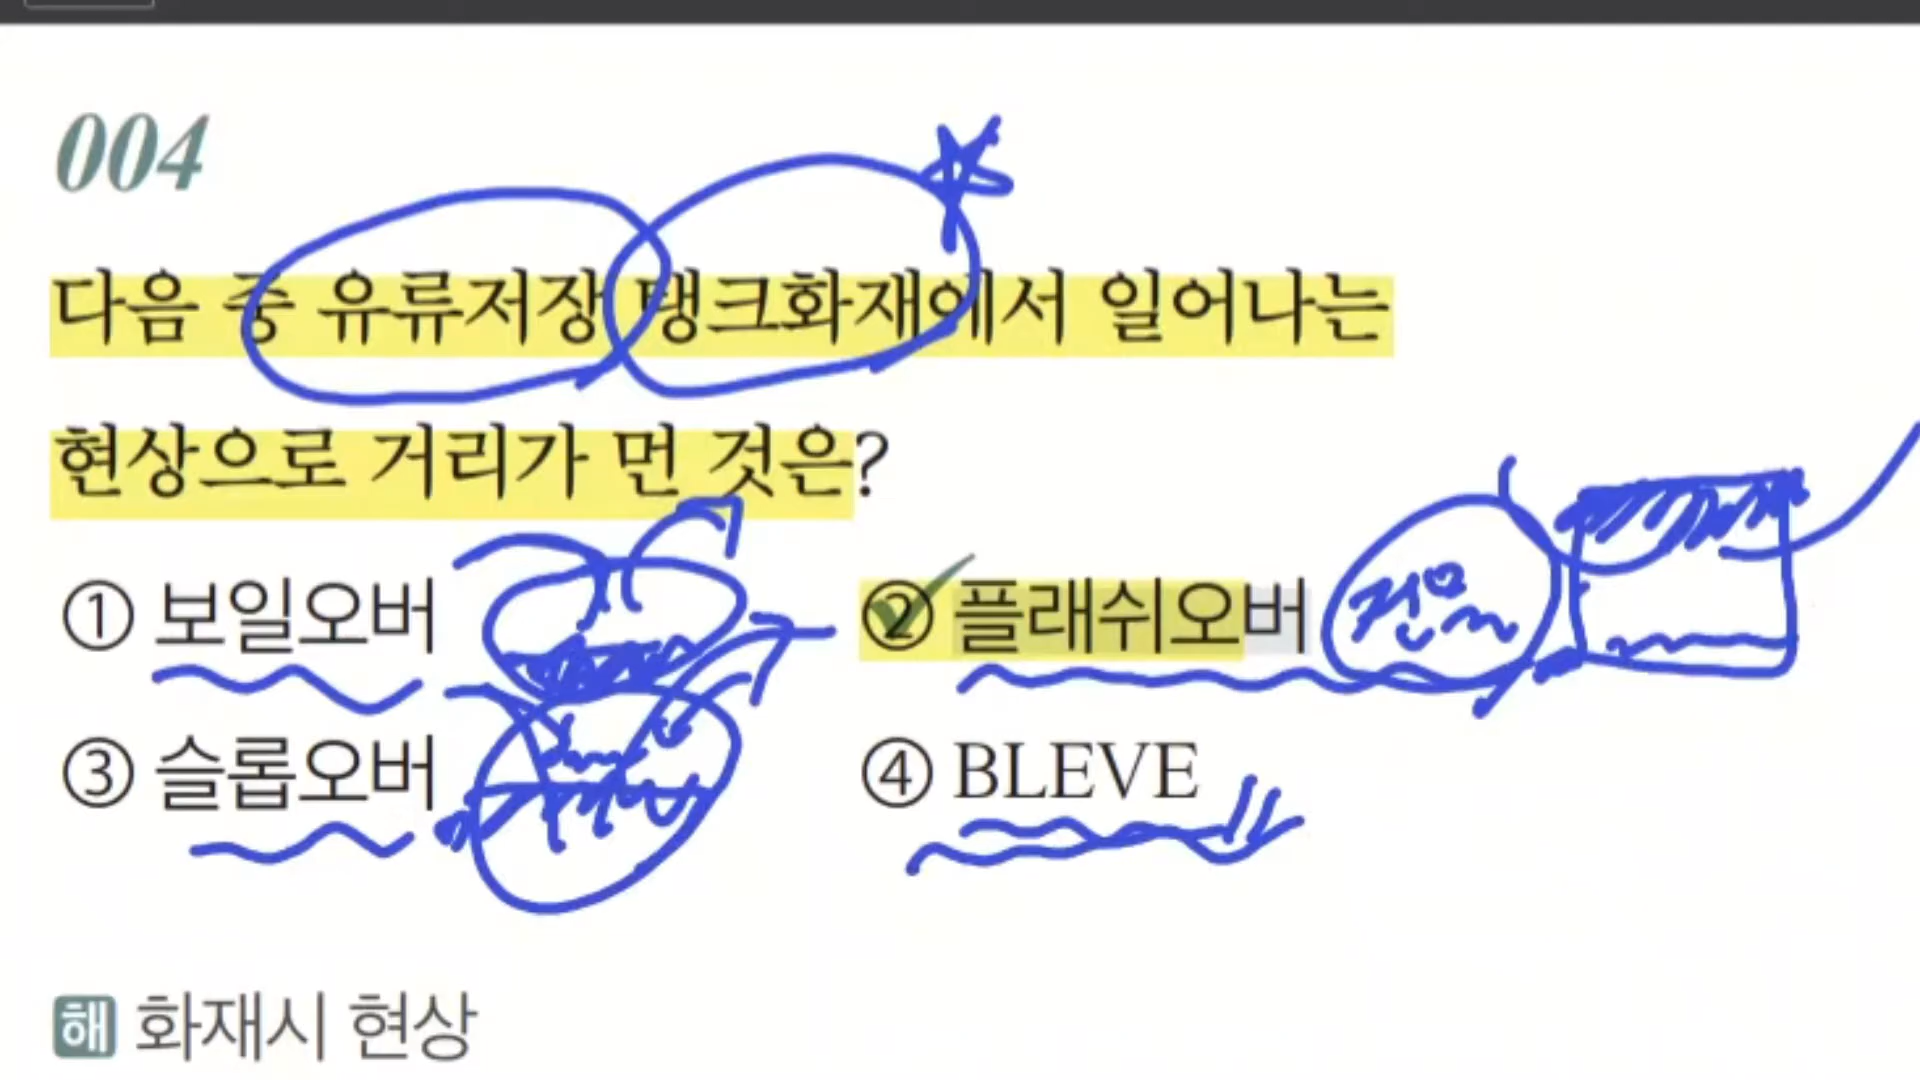 004
다음 중 유류저장 탱크화재에서 일어나는
현상으로 거리가 먼 것은?
① 보일오버 ② 플래쉬오버 건물
③ 슬롭오버 ④ BLEVE
해 화재시 현상